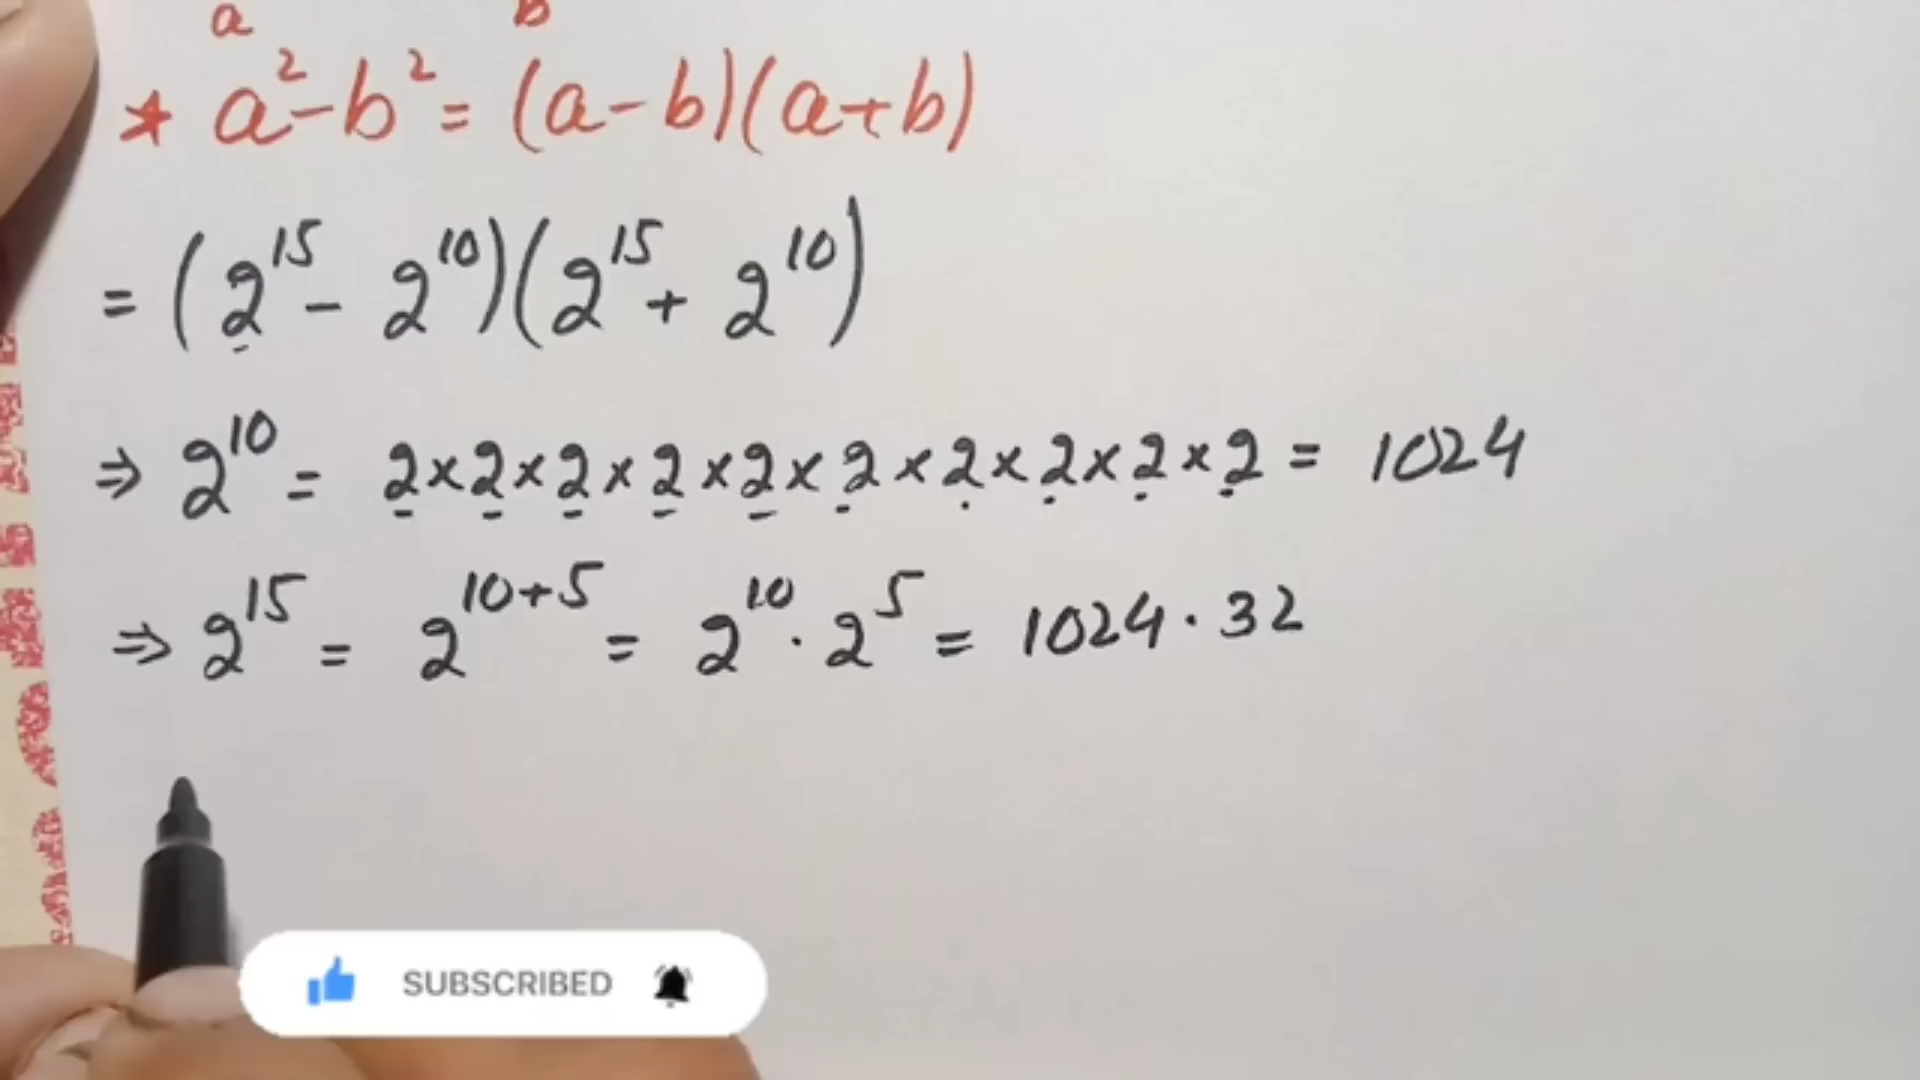 a b
* a² - b² = (a - b)(a + b)
= (2¹⁵ - 2¹⁰)(2¹⁵ + 2¹⁰)
⇒ 2¹⁰ = 2×2×2×2×2×2×2×2×2×2 = 1024
⇒ 2¹⁵ = 2¹⁰⁺⁵ = 2¹⁰ · 2⁵ = 1024 · 32
SUBSCRIBED